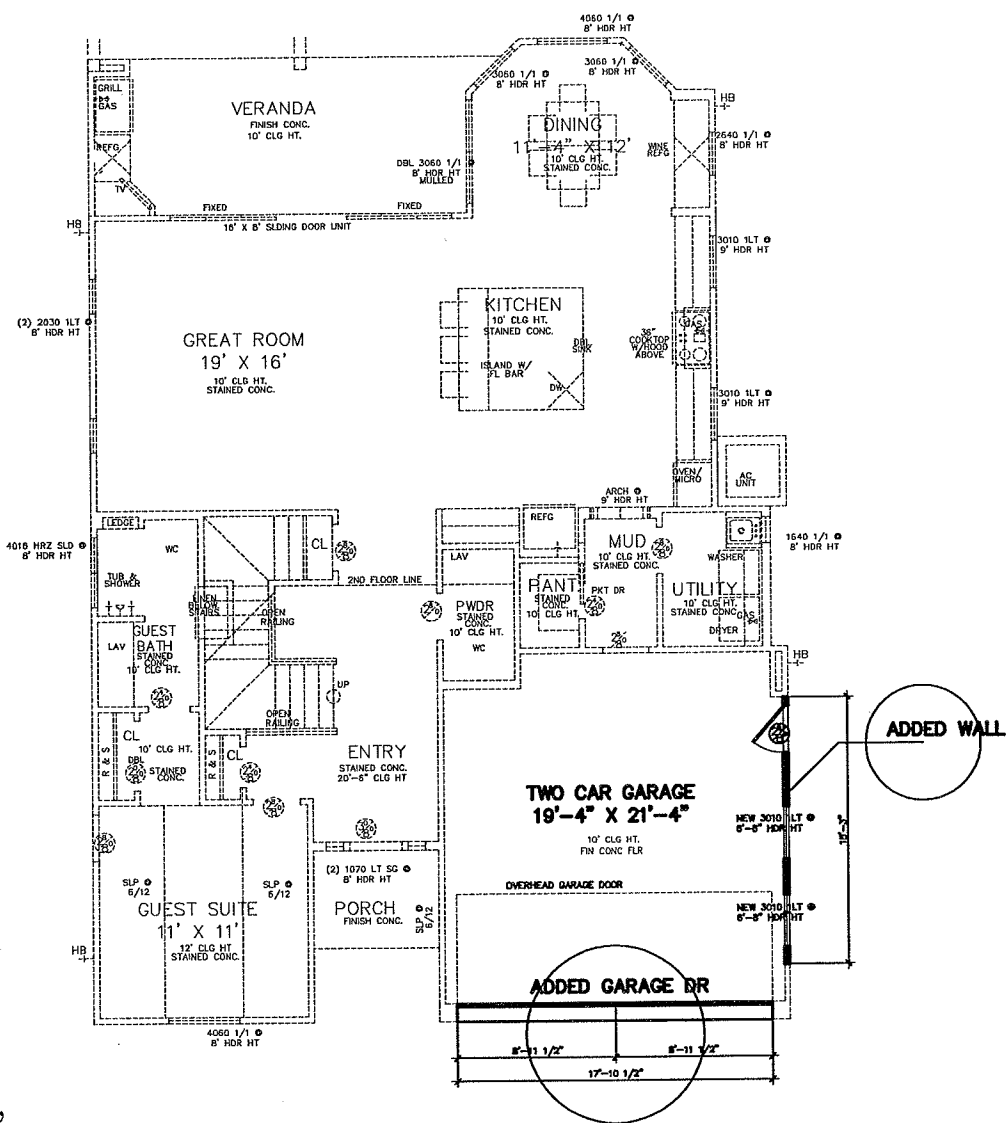 4060 1/1 @
8' HDR HT
3060 1/1 @
8' HDR HT
3060 1/1 @
8' HDR HT
GRILL
GAS
REFG
TV
VERANDA
FINISH CONC.
10' CLG HT.
DBL 3060 1/1
8' HDR HT
MULLED
DINING
11'-4" X 12'
10' CLG HT.
STAINED CONC.
WINE
REFG
HB
2640 1/1 @
8' HDR HT
FIXED
FIXED
16' X 8' SLDING DOOR UNIT
HB
3010 1LT @
9' HDR HT
(2) 2030 1LT
8' HDR HT
GREAT ROOM
19' X 16'
10' CLG HT.
STAINED CONC.
KITCHEN
10' CLG HT.
STAINED CONC.
ISLAND W/
FL BAR
DBL
SINK
DW
36"
COOKTOP
W/HOOD
ABOVE
GAS
3010 1LT @
9' HDR HT
OVEN/
MICRO
AC
UNIT
ARCH @
9' HDR HT
LEDGE
4016 HRZ SLD @
8' HDR HT
WC
TUB &
SHOWER
LAV
GUEST
BATH
STAINED
CONC.
10' CLG HT.
LINEN
BELOW
STAIRS
CL
2ND FLOOR LINE
OPEN
RAILING
UP
OPEN
RAILING
LAV
PWDR
STAINED
CONC.
10' CLG HT.
WC
REFG
PANT
STAINED
CONC.
10' CLG HT.
MUD
10' CLG HT.
STAINED CONC.
PKT DR
WASHER
UTILITY
10' CLG HT.
STAINED CONC.
GAS
DRYER
1640 1/1 @
8' HDR HT
HB
R & S
CL
DBL
10' CLG HT.
STAINED
CONC.
R & S
CL
ENTRY
STAINED CONC.
20'-6" CLG HT
ADDED WALL
TWO CAR GARAGE
19'-4" X 21'-4"
10' CLG HT.
FIN CONC FLR
NEW 3010 LT @
6'-8" HDR HT
OVERHEAD GARAGE DOOR
NEW 3010 LT @
6'-8" HDR HT
(2) 1070 LT SG @
8' HDR HT
SLP @
6/12
SLP @
6/12
GUEST SUITE
11' X 11'
12' CLG HT
STAINED CONC.
PORCH
FINISH CONC.
SLP @
6/12
HB
4060 1/1 @
8' HDR HT
ADDED GARAGE DR
8'-11 1/2"
8'-11 1/2"
17'-10 1/2"